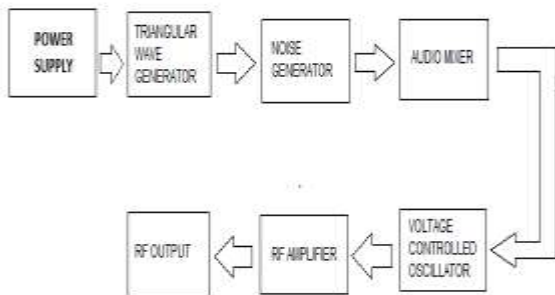 POWER
SUPPLY
TRIANGULAR
WAVE
GENERATOR
NOISE
GENERATOR
AUDIO MIXER
RF OUTPUT
RF AMPLIFIER
VOLTAGE
CONTROLLED
OSCILLATOR